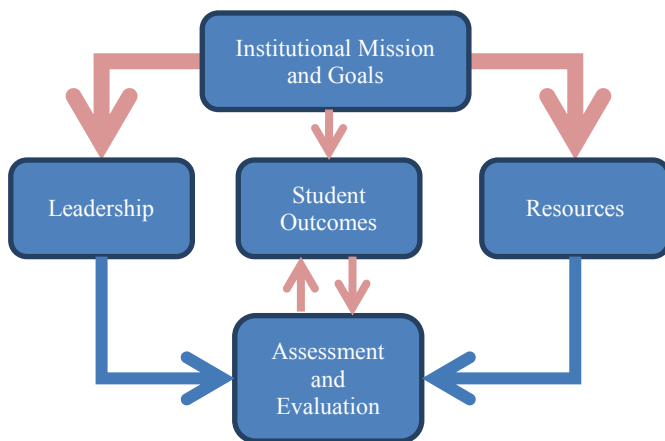 Institutional Mission
and Goals
Leadership
Student
Outcomes
Resources
Assessment
and
Evaluation